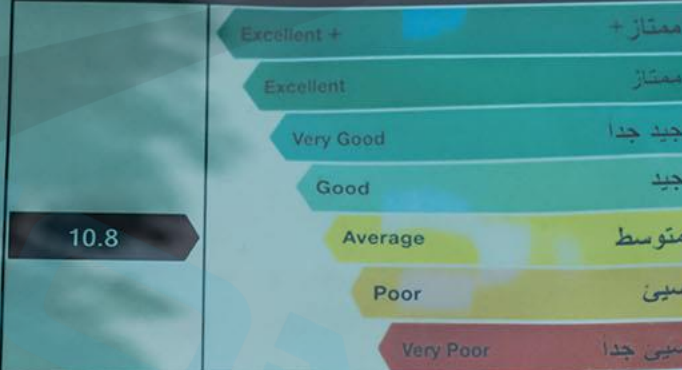 Excellent + ممتاز+
Excellent ممتاز
Very Good جيد جدا
Good جيد
10.8 Average متوسط
Poor سيئ
Very Poor سيئ جداً